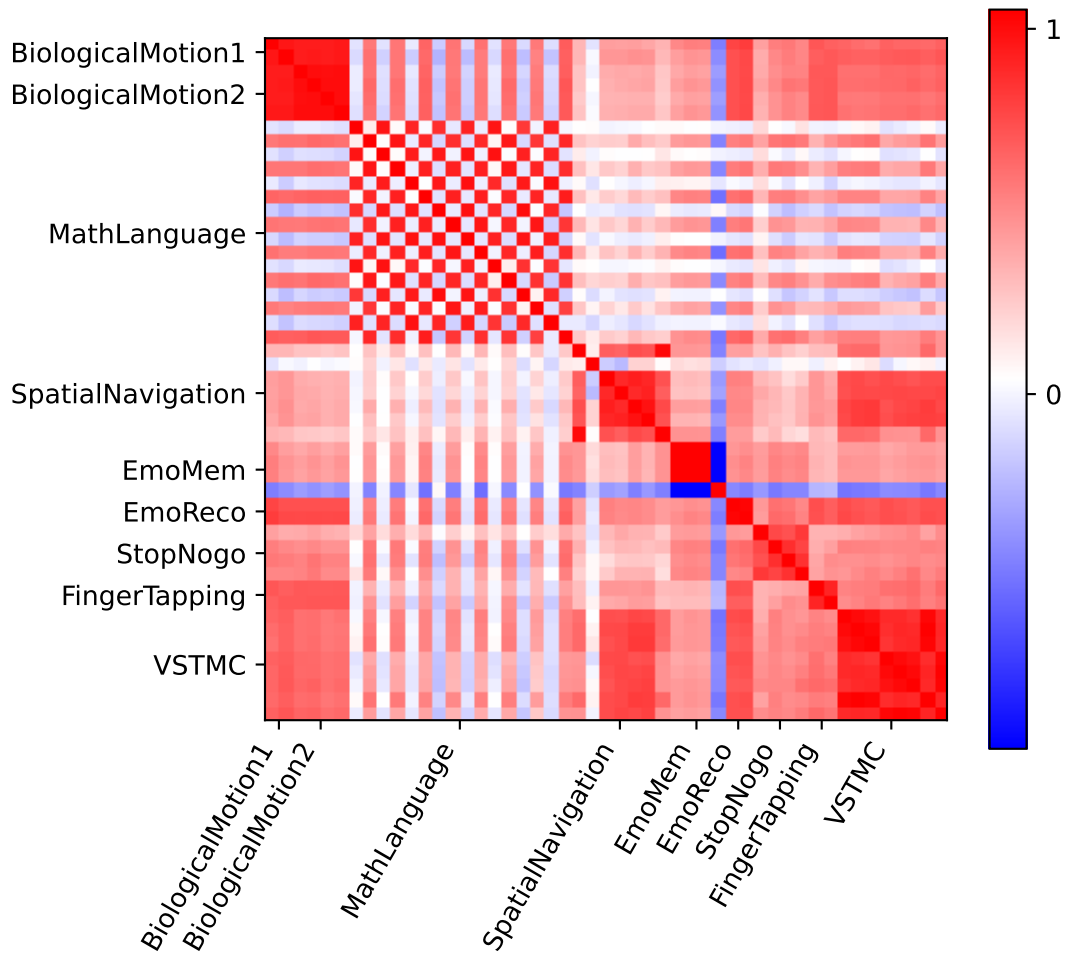 BiologicalMotion1
BiologicalMotion2
MathLanguage
SpatialNavigation
EmoMem
EmoReco
StopNogo
FingerTapping
VSTMC
BiologicalMotion1
BiologicalMotion2
MathLanguage
SpatialNavigation
EmoMem
EmoReco
StopNogo
FingerTapping
VSTMC
1
0